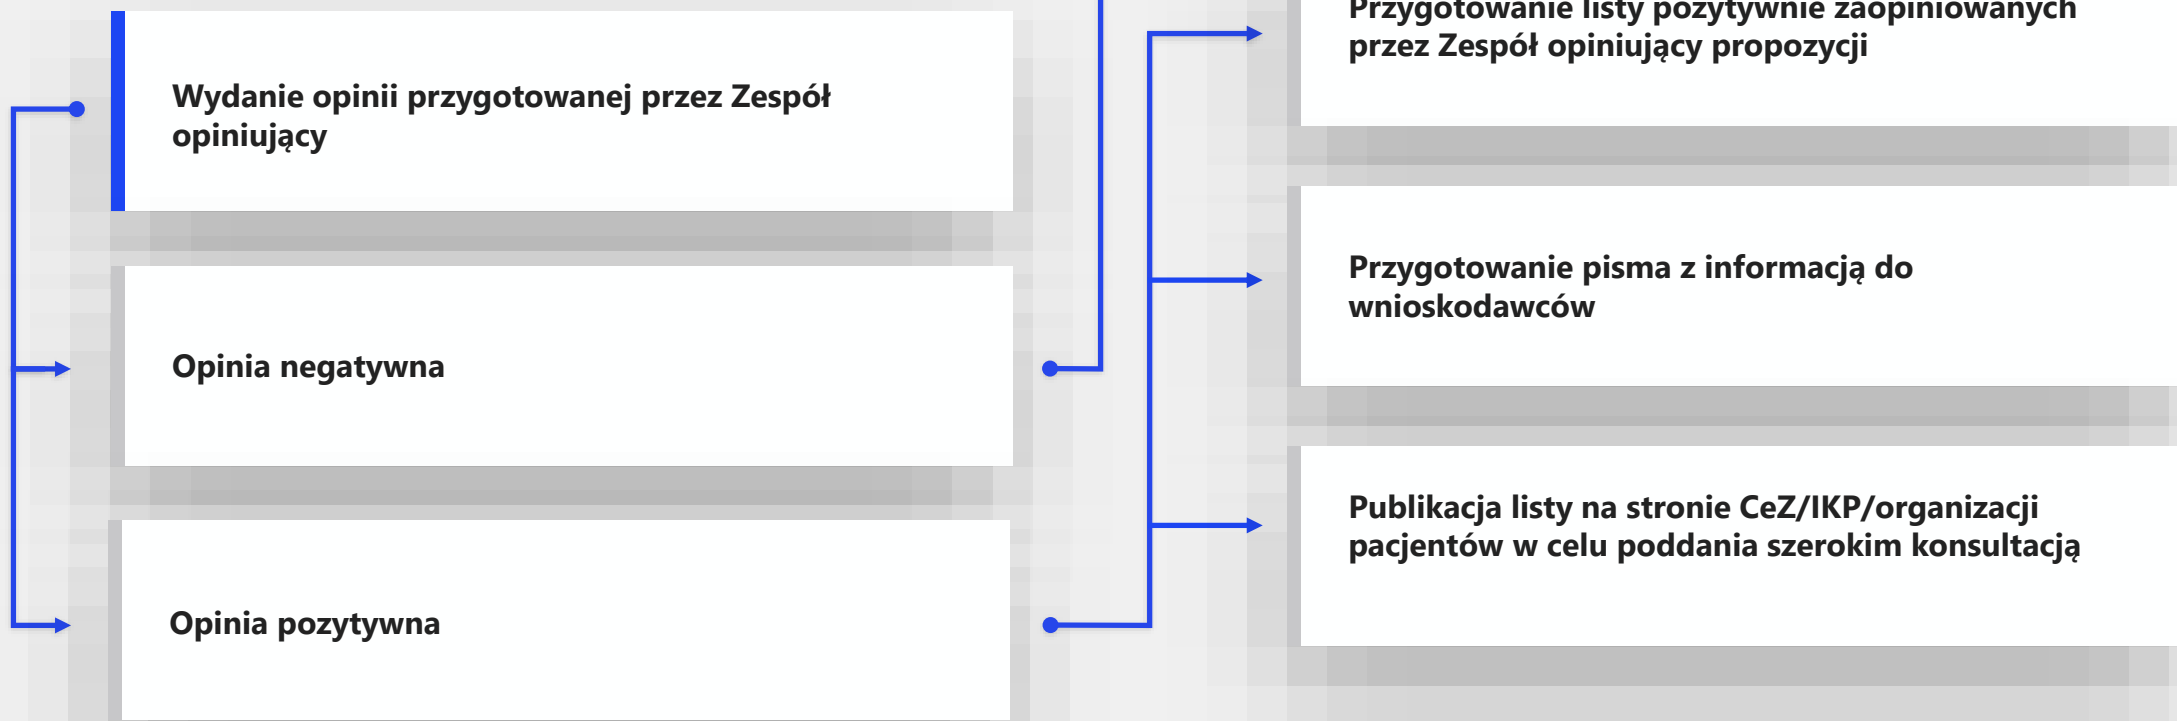 Wydanie opinii przygotowanej przez Zespół
opiniujący
Opinia negatywna
Opinia pozytywna
Przygotowanie listy pozytywnie zaopiniowanych
przez Zespół opiniujący propozycji
Przygotowanie pisma z informacją do
wnioskodawców
Publikacja listy na stronie CeZ/IKP/organizacji
pacjentów w celu poddania szerokim konsultacją